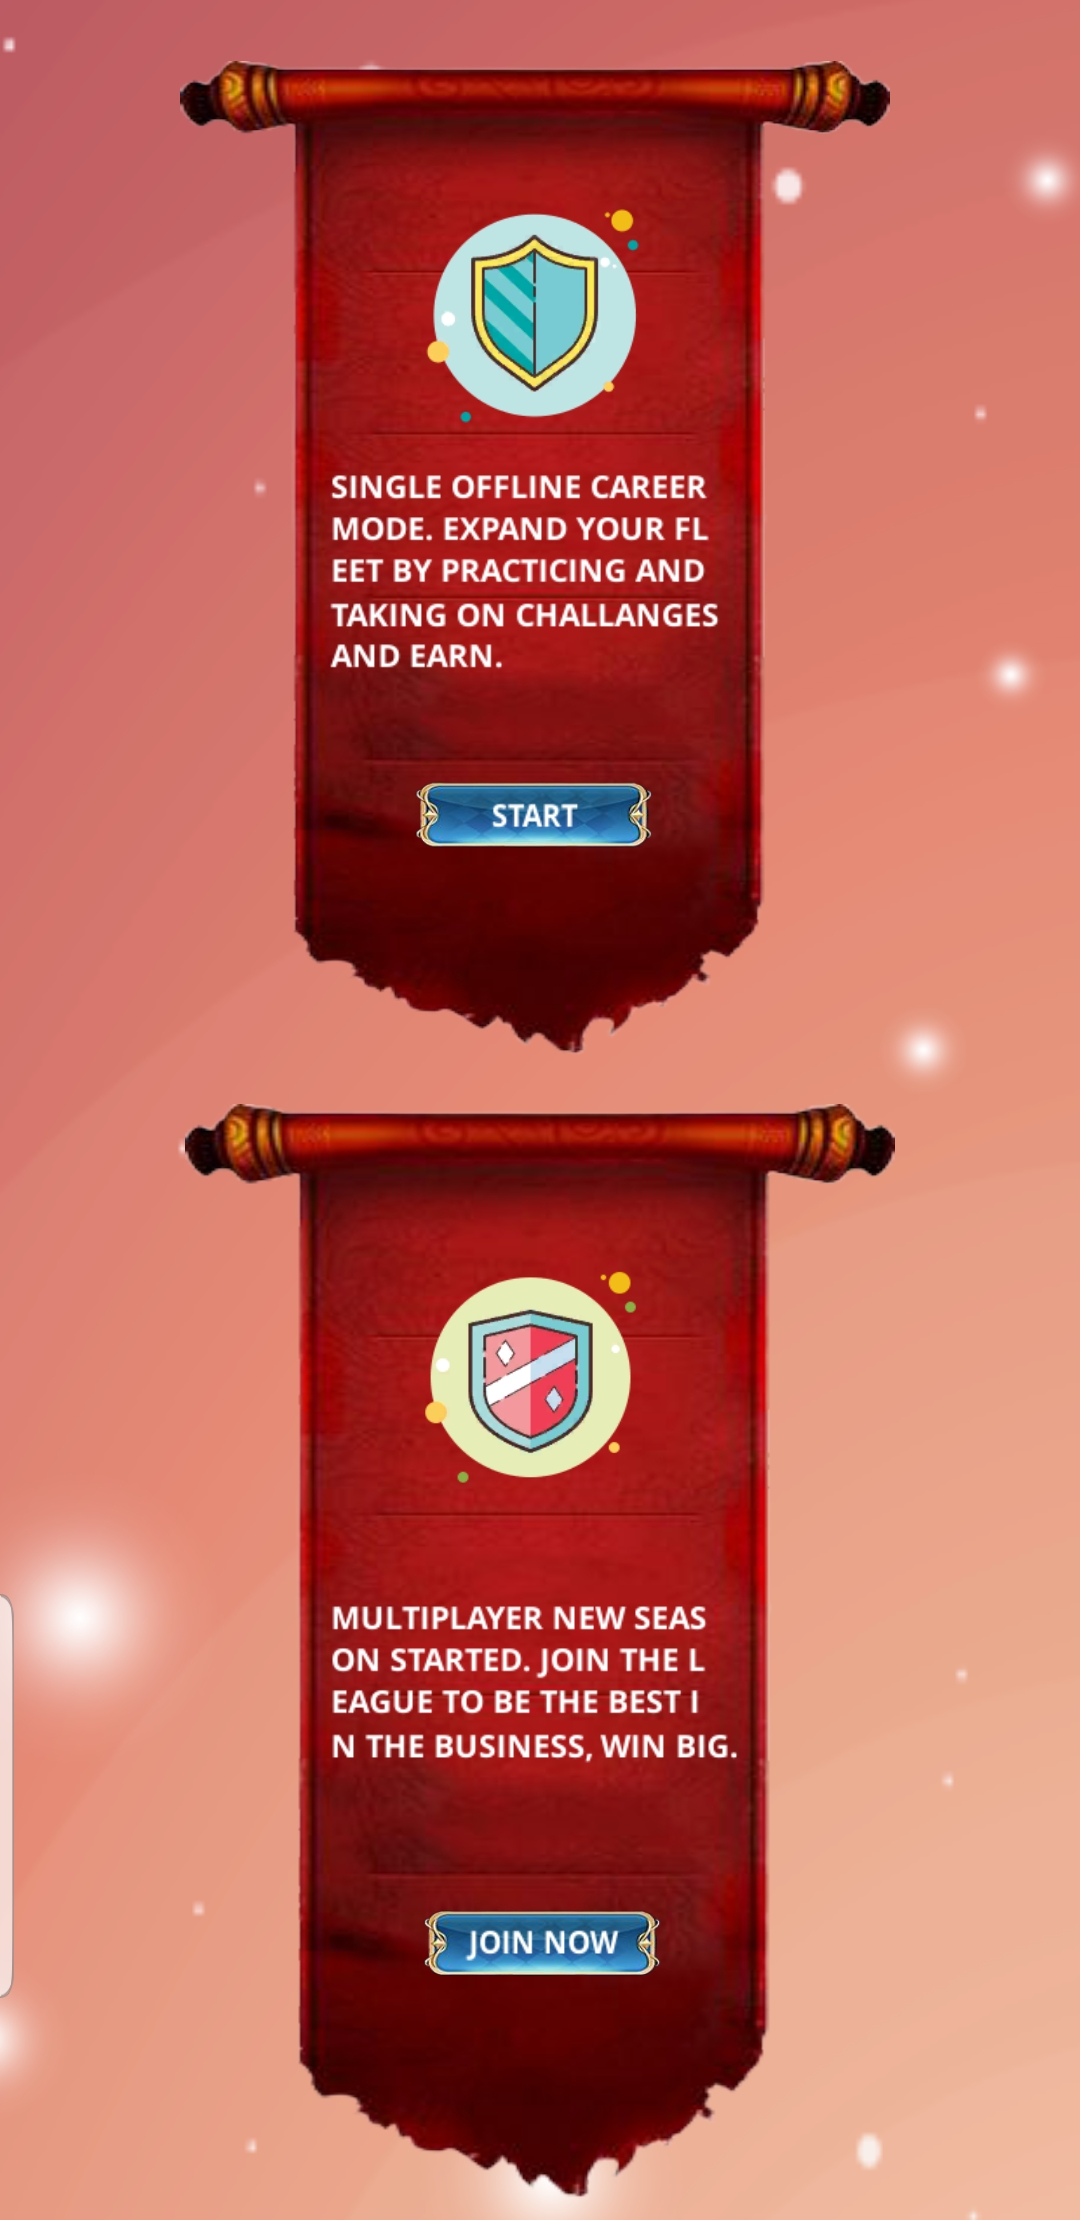 SINGLE OFFLINE CAREER
MODE. EXPAND YOUR FL
EET BY PRACTICING AND
TAKING ON CHALLANGES
AND EARN.
START
MULTIPLAYER NEW SEAS
ON STARTED. JOIN THE L
EAGUE TO BE THE BEST I
N THE BUSINESS, WIN BIG.
JOIN NOW